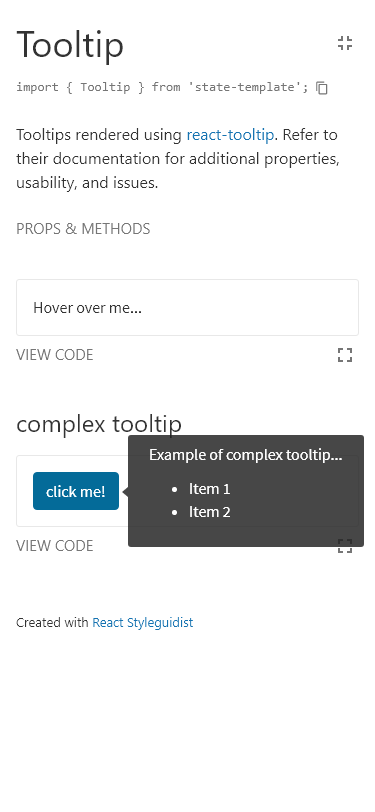 Tooltip
import { Tooltip } from 'state-template';
Tooltips rendered using react-tooltip. Refer to
their documentation for additional properties,
usability, and issues.
PROPS & METHODS
Hover over me...
VIEW CODE
complex tooltip
Example of complex tooltip...
click me!
• Item 1
• Item 2
VIEW CODE
Created with React Styleguidist